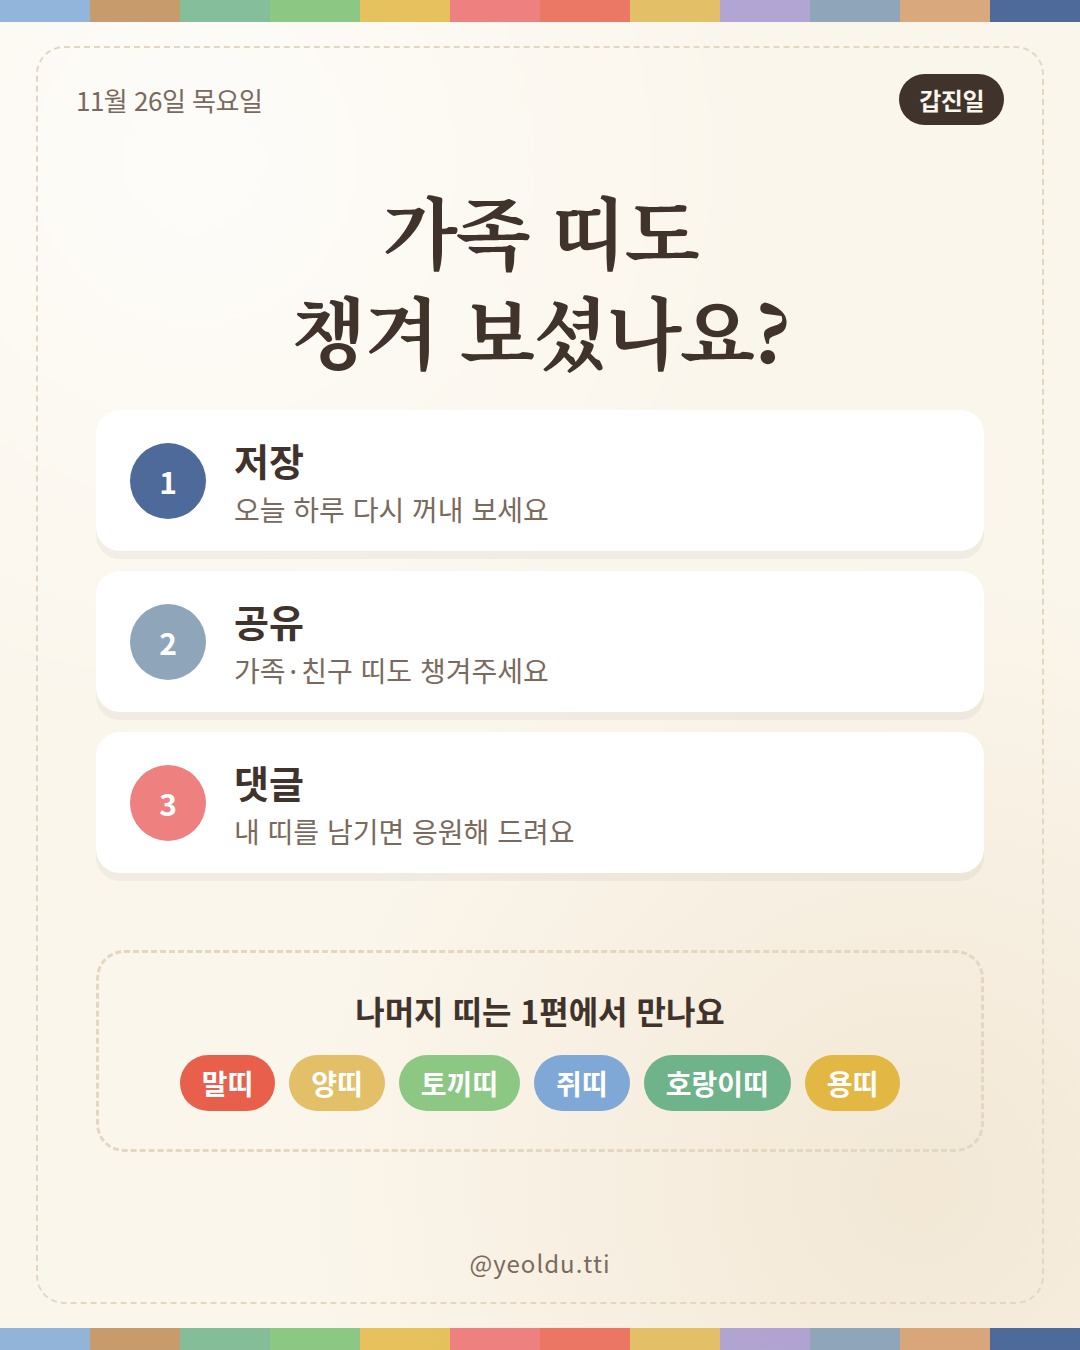 11월 26일 목요일
갑진일
가족 띠도
챙겨 보셨나요?
1
저장
오늘 하루 다시 꺼내 보세요
2
공유
가족·친구 띠도 챙겨주세요
3
댓글
내 띠를 남기면 응원해 드려요
나머지 띠는 1편에서 만나요
말띠 양띠 토끼띠 쥐띠 호랑이띠 용띠
@yeoldu.tti